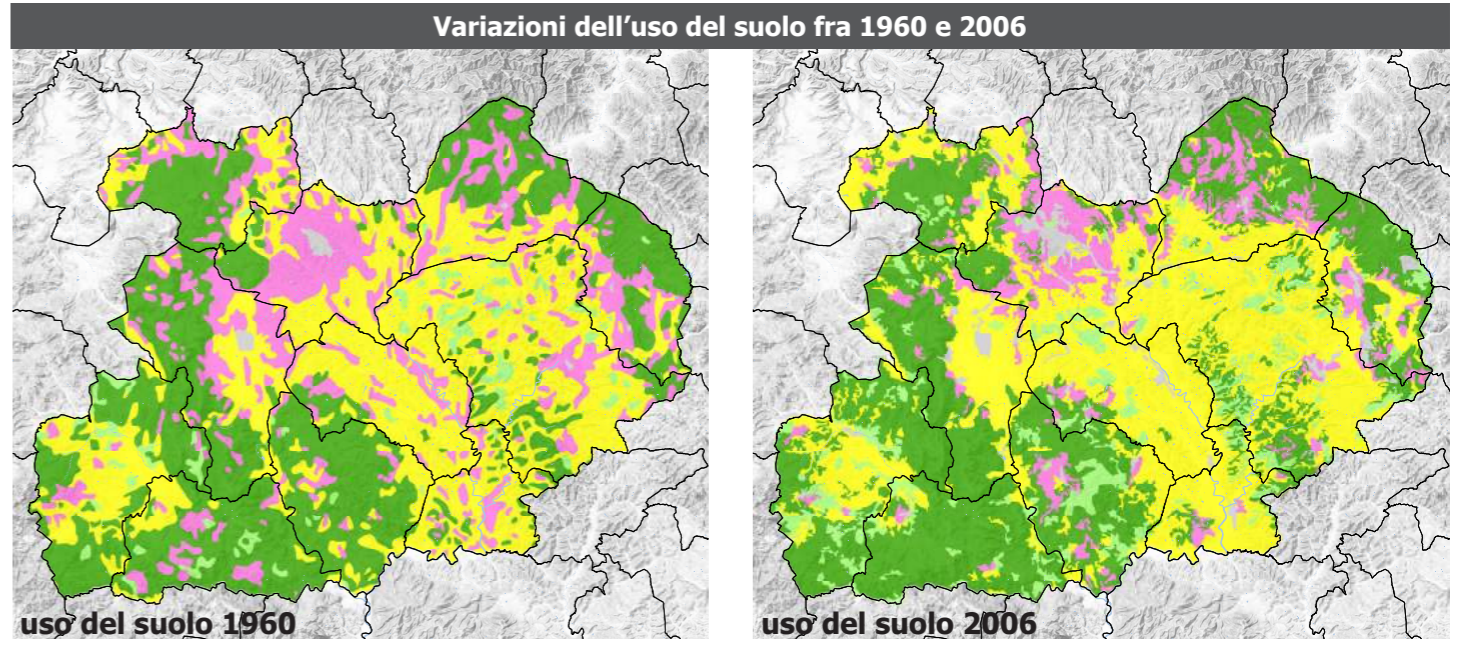 Variazioni dell'uso del suolo fra 1960 e 2006
uso del suolo 1960
uso del suolo 2006